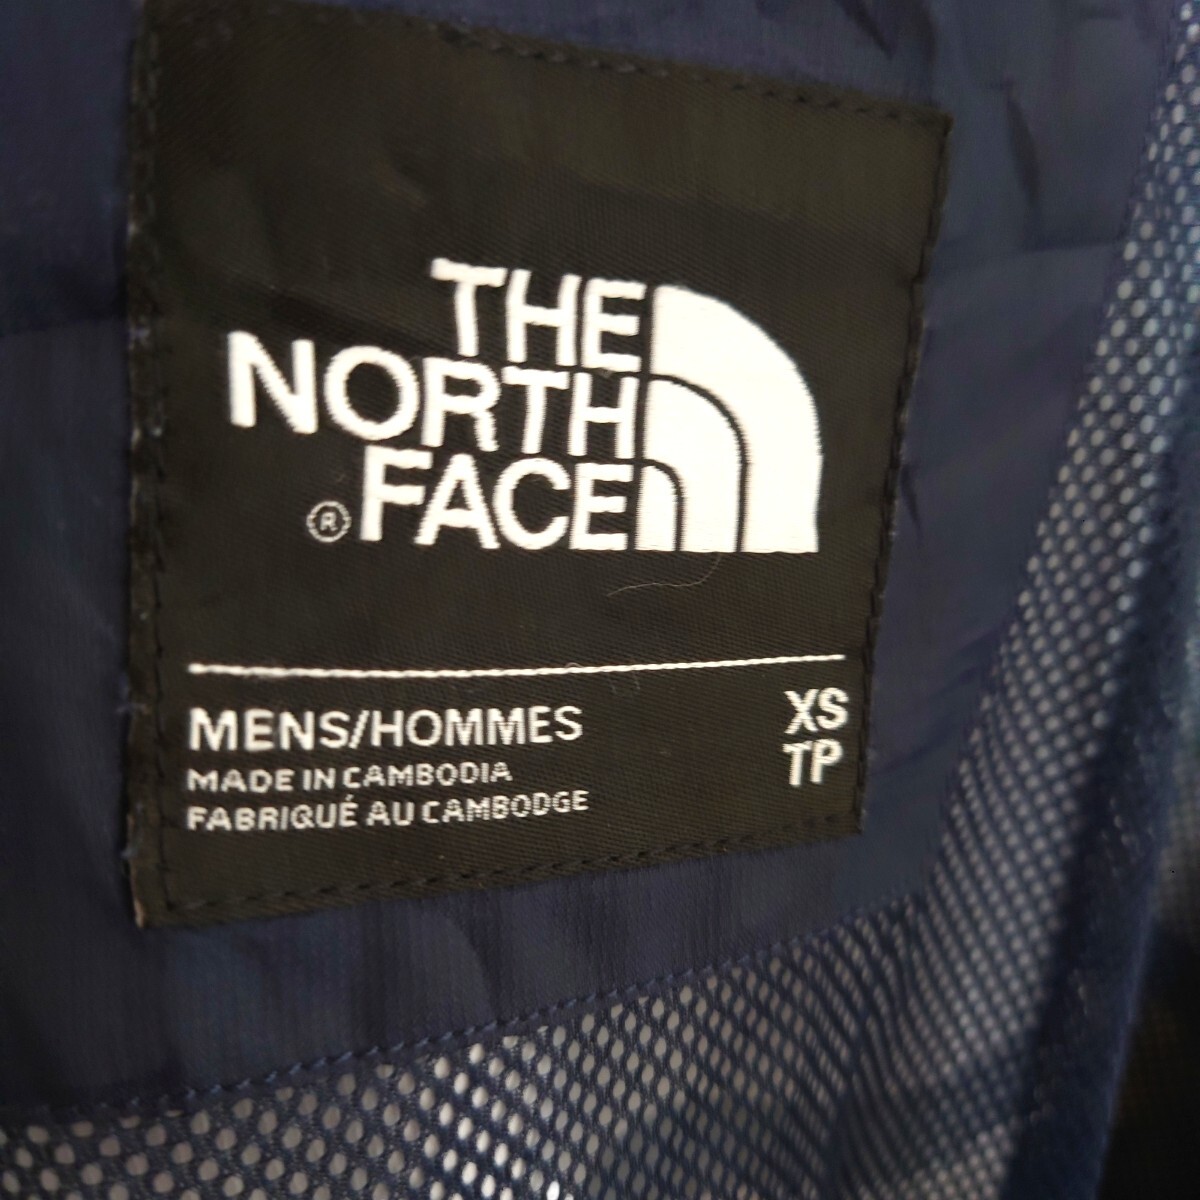 THE
NORTH
® FACE
MENS/HOMMES XS
MADE IN CAMBODIA TP
FABRIQUÉ AU CAMBODGE